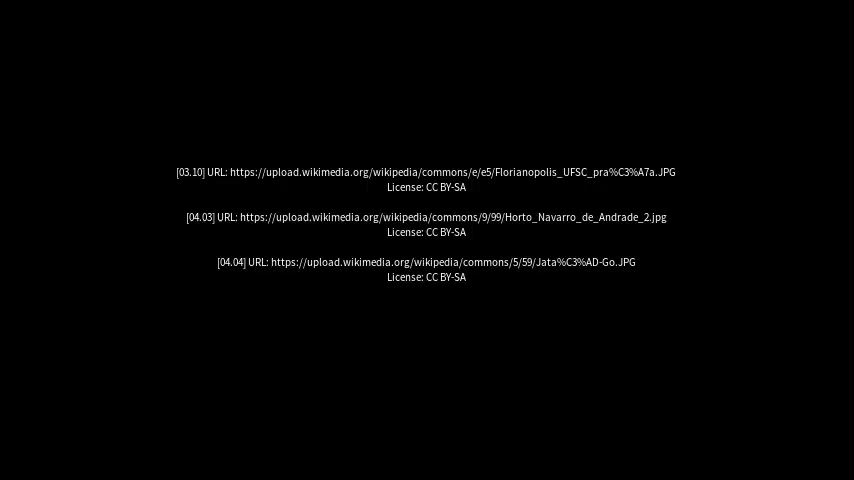 [03.10] URL: https://upload.wikimedia.org/wikipedia/commons/e/e5/Florianopolis_UFSC_pra%C3%A7a.JPG
License: CC BY-SA
[04.03] URL: https://upload.wikimedia.org/wikipedia/commons/9/99/Horto_Navarro_de_Andrade_2.jpg
License: CC BY-SA
[04.04] URL: https://upload.wikimedia.org/wikipedia/commons/5/59/Jata%C3%AD-Go.JPG
License: CC BY-SA